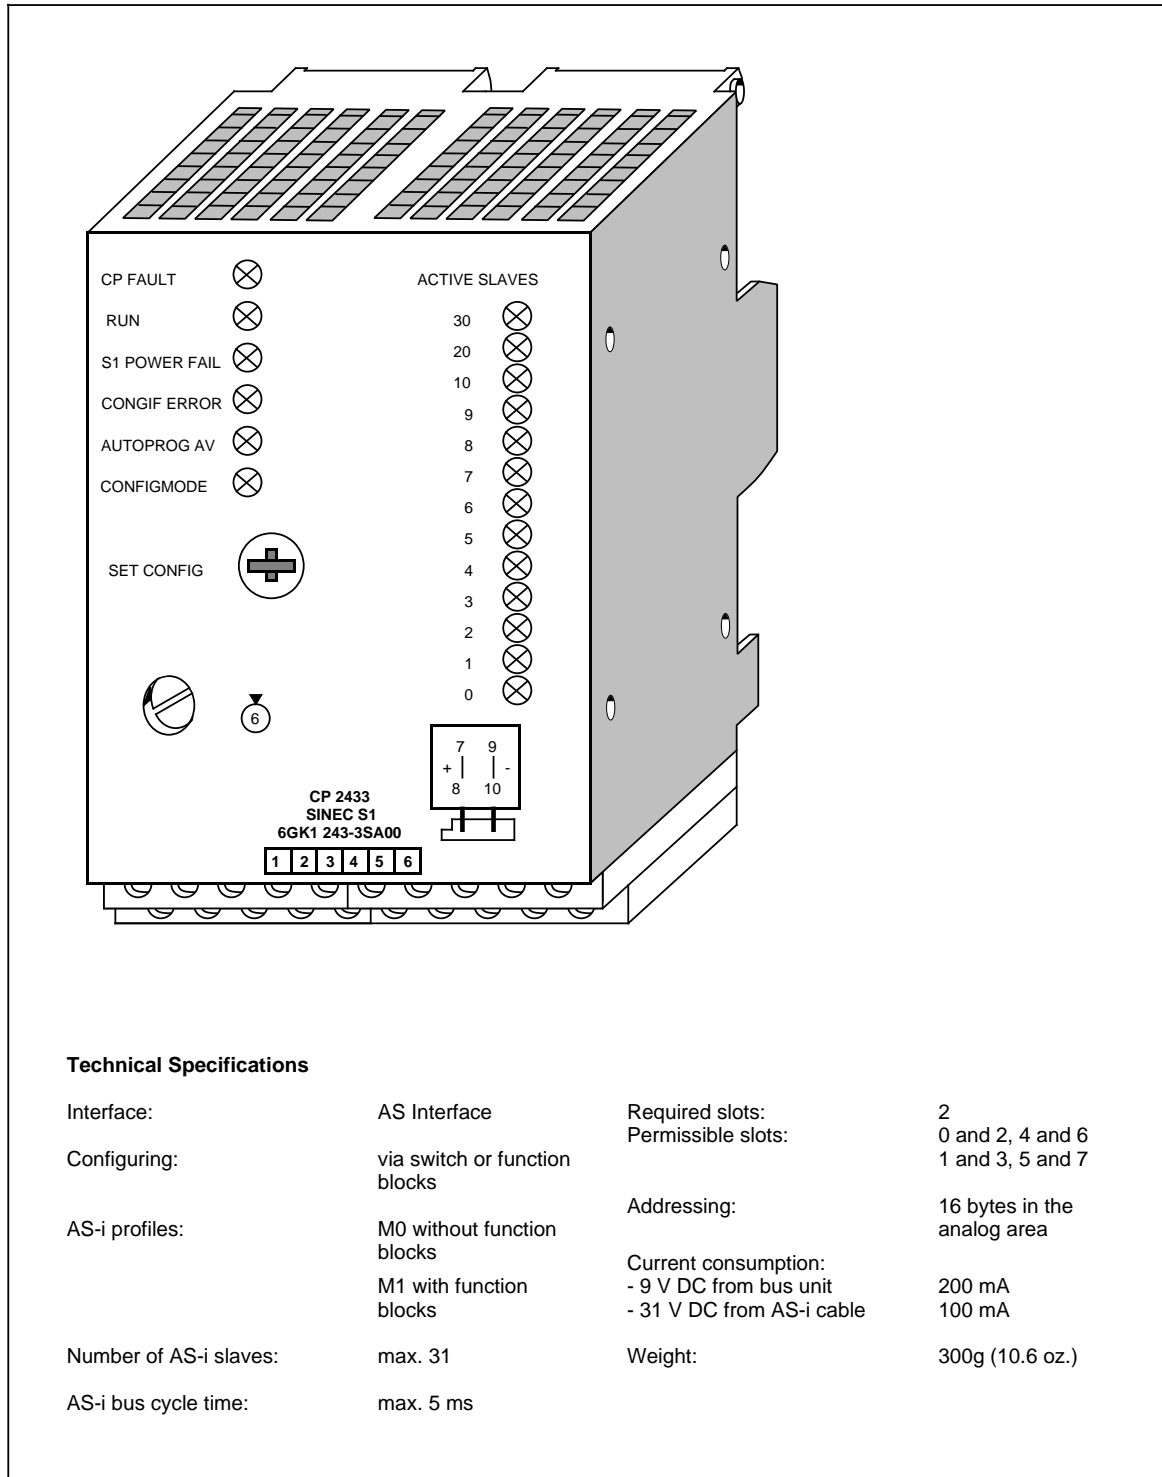 CP FAULT
RUN
S1 POWER FAIL
CONGIF ERROR
AUTOPROG AV
CONFIGMODE
SET CONFIG
6
ACTIVE SLAVES
30
20
10
9
8
7
6
5
4
3
2
1
0
7 9
+ -
8 10
CP 2433
SINEC S1
6GK1 243-3SA00
1 2 3 4 5 6
Technical Specifications
Interface: AS Interface
Configuring: via switch or function
blocks
AS-i profiles: M0 without function
blocks
M1 with function
blocks
Number of AS-i slaves: max. 31
AS-i bus cycle time: max. 5 ms
Required slots: 2
Permissible slots: 0 and 2, 4 and 6
1 and 3, 5 and 7
Addressing: 16 bytes in the
analog area
Current consumption:
- 9 V DC from bus unit 200 mA
- 31 V DC from AS-i cable 100 mA
Weight: 300g (10.6 oz.)